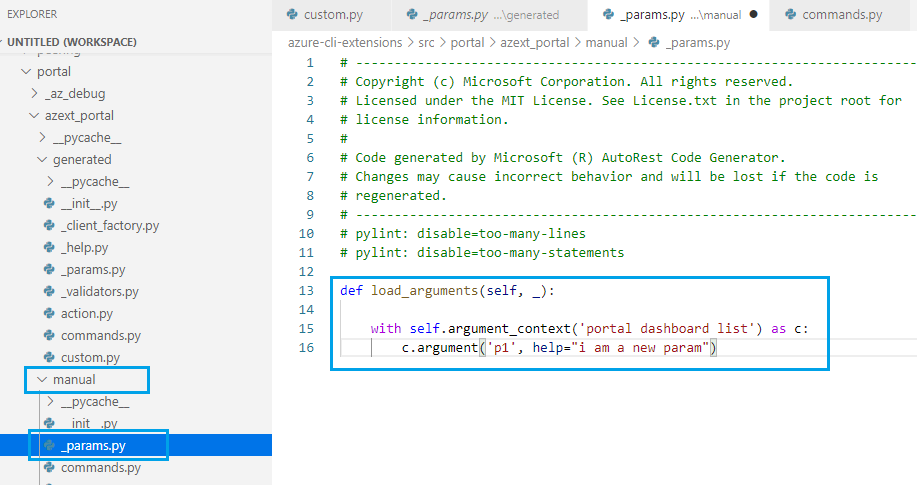 EXPLORER
UNTITLED (WORKSPACE)
portal
_az_debug
azext_portal
__pycache__
generated
__pycache__
__init__.py
_client_factory.py
_help.py
_params.py
_validators.py
action.py
commands.py
custom.py
manual
__pycache__
__init__.py
_params.py
commands.py
custom.py
_params.py ...\generated
_params.py ...\manual
commands.py
azure-cli-extensions > src > portal > azext_portal > manual > _params.py
1 # ------------------------------------------------------------------------
2 # Copyright (c) Microsoft Corporation. All rights reserved.
3 # Licensed under the MIT License. See License.txt in the project root for
4 # license information.
5 #
6 # Code generated by Microsoft (R) AutoRest Code Generator.
7 # Changes may cause incorrect behavior and will be lost if the code is
8 # regenerated.
9 # ------------------------------------------------------------------------
10 # pylint: disable=too-many-lines
11 # pylint: disable=too-many-statements
12
13 def load_arguments(self, _):
14
15 with self.argument_context('portal dashboard list') as c:
16 c.argument('p1', help="i am a new param")